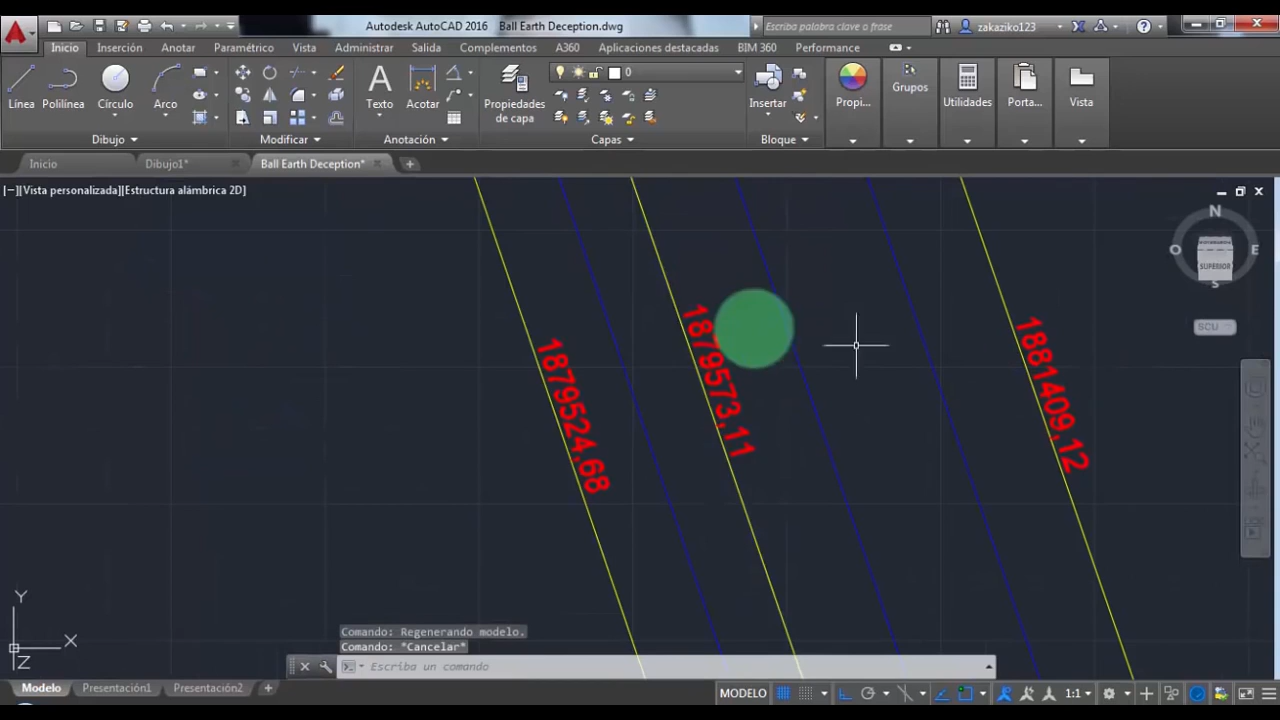 Autodesk AutoCAD 2016 Ball Earth Deception.dwg
Escriba palabra clave o frase
zakaziko123
Inicio Inserción Anotar Paramétrico Vista Administrar Salida Complementos A360 Aplicaciones destacadas BIM 360 Performance
Línea Polilínea Círculo Arco
Texto Acotar
Propiedades de capa
0
Insertar
Propi... Grupos Utilidades Porta... Vista
Dibujo Modificar Anotación Capas Bloque
Inicio Dibujo1* Ball Earth Deception*
[−][Vista personalizada][Estructura alámbrica 2D]
N
O E
SUPERIOR
S
SCU
1879524,68
1879573,11
1881409,12
Y
X
Z
Comando: Regenerando modelo.
Comando: *Cancelar*
Escriba un comando
Modelo Presentación1 Presentación2
MODELO 1:1